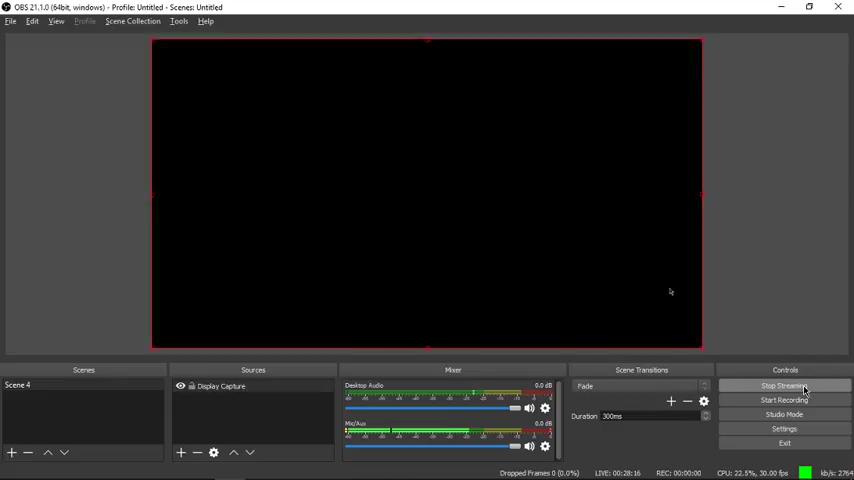 OBS 21.1.0 (64bit, windows) - Profile: Untitled - Scenes: Untitled
File Edit View Profile Scene Collection Tools Help
Scenes Sources Mixer Scene Transitions Controls
Scene 4
Display Capture
Desktop Audio 0.0 dB
Mic/Aux 0.0 dB
Fade
Duration 300ms
Stop Streaming
Start Recording
Studio Mode
Settings
Exit
Dropped Frames 0 (0.0%) LIVE: 00:28:16 REC: 00:00:00 CPU: 22.5%, 30.00 fps kb/s: 2764